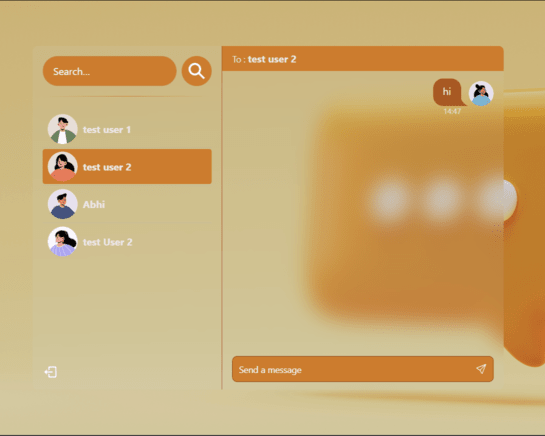 Search...
To : test user 2
hi
14:47
test user 1
test user 2
Abhi
test User 2
Send a message